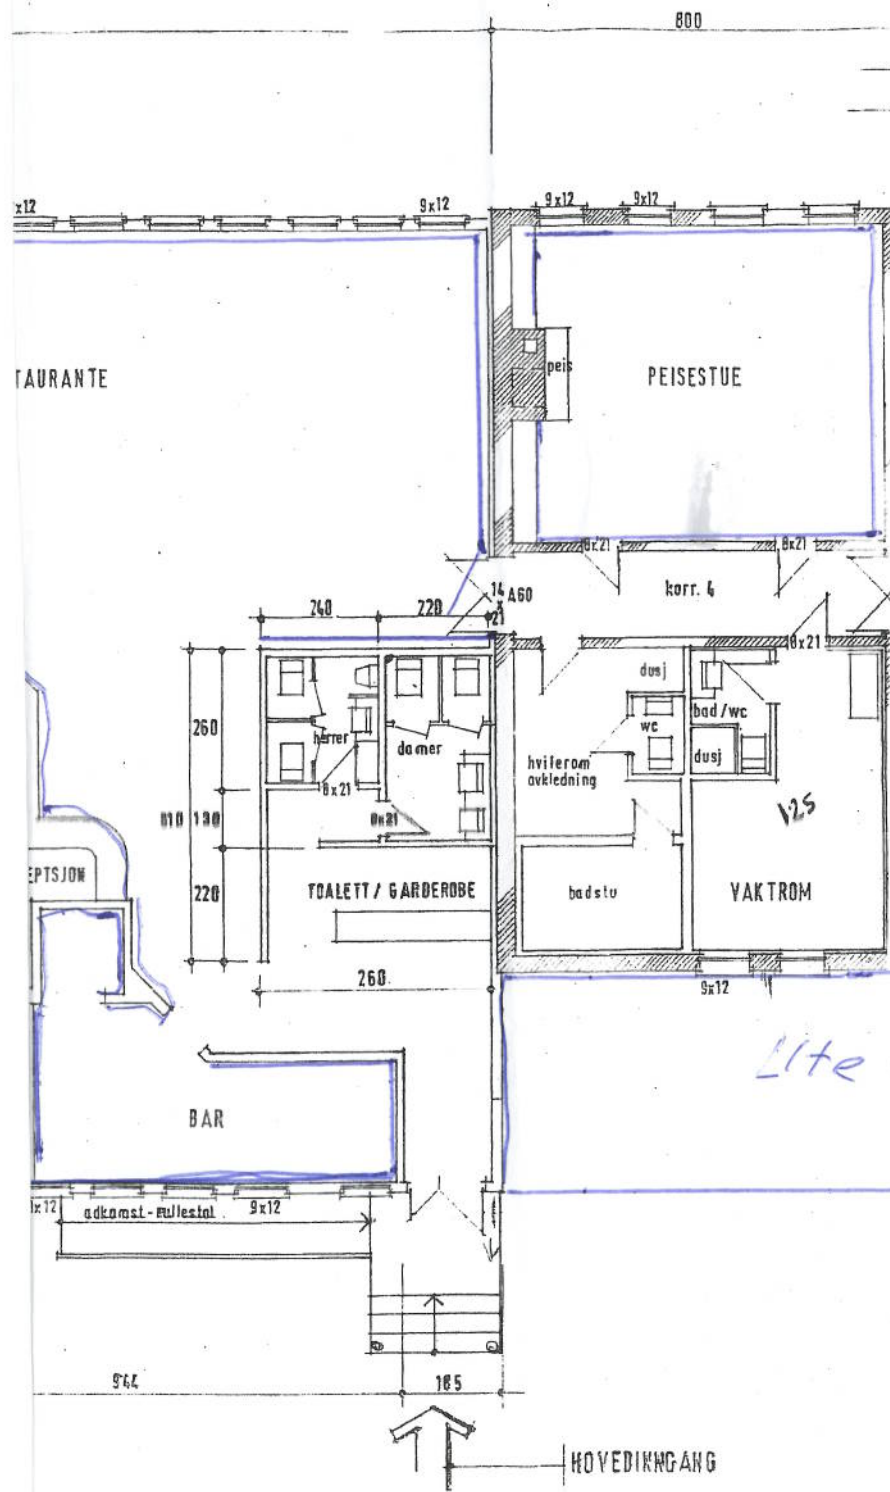 800
x12
9x12
9x12
9x12
TAURANTE
peis
PEISESTUE
8x21
8x21
14 A60
x
21
korr. 6
240
220
8x21
260
herrer
damer
dusj
wc
bad/wc
dusj
hvilerom
avkledning
8x21
8x21
810
130
125
EPTSJON
220
TOALETT / GARDEROBE
badstu
VAKTROM
260
9x12
Lite
BAR
x12
adkomst-rullestol
9x12
944
185
HOVEDINNGANG